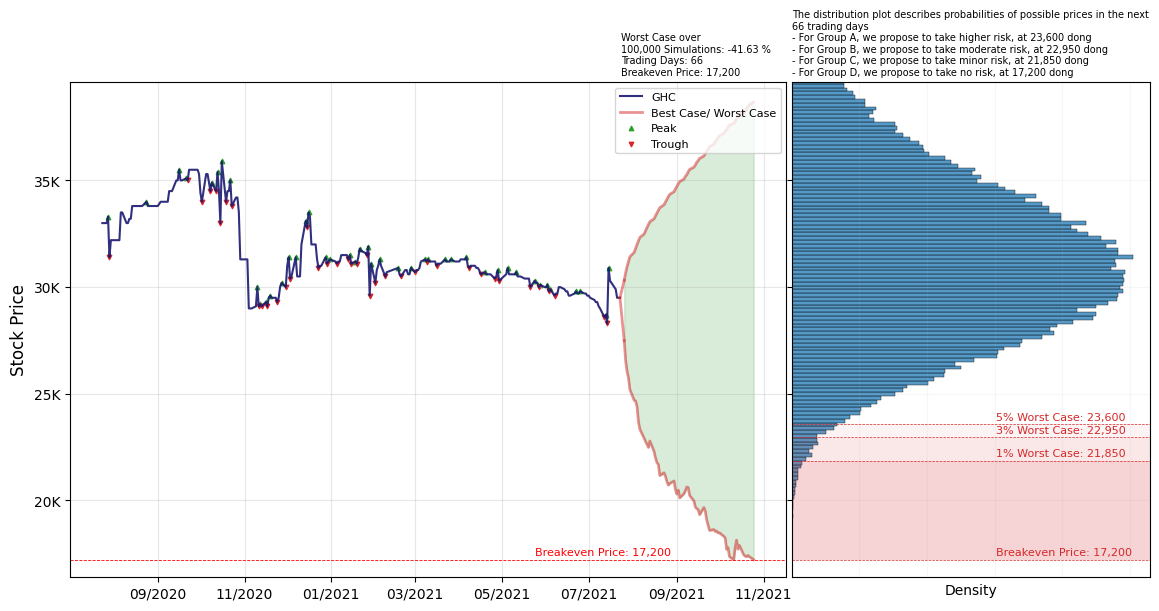 The distribution plot describes probabilities of possible prices in the next
66 trading days
- For Group A, we propose to take higher risk, at 23,600 dong
- For Group B, we propose to take moderate risk, at 22,950 dong
- For Group C, we propose to take minor risk, at 21,850 dong
- For Group D, we propose to take no risk, at 17,200 dong
Worst Case over
100,000 Simulations: -41.63 %
Trading Days: 66
Breakeven Price: 17,200
GHC
Best Case/ Worst Case
Peak
Trough
Stock Price
35K
30K
25K
20K
Breakeven Price: 17,200
09/2020
11/2020
01/2021
03/2021
05/2021
07/2021
09/2021
11/2021
5% Worst Case: 23,600
3% Worst Case: 22,950
1% Worst Case: 21,850
Breakeven Price: 17,200
Density